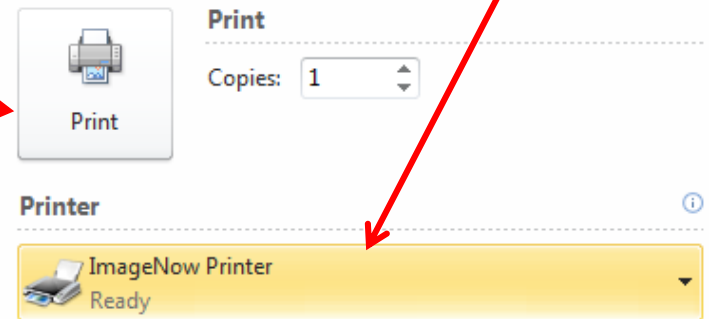 Print
Copies: 1
Print
Printer
ImageNow Printer
Ready